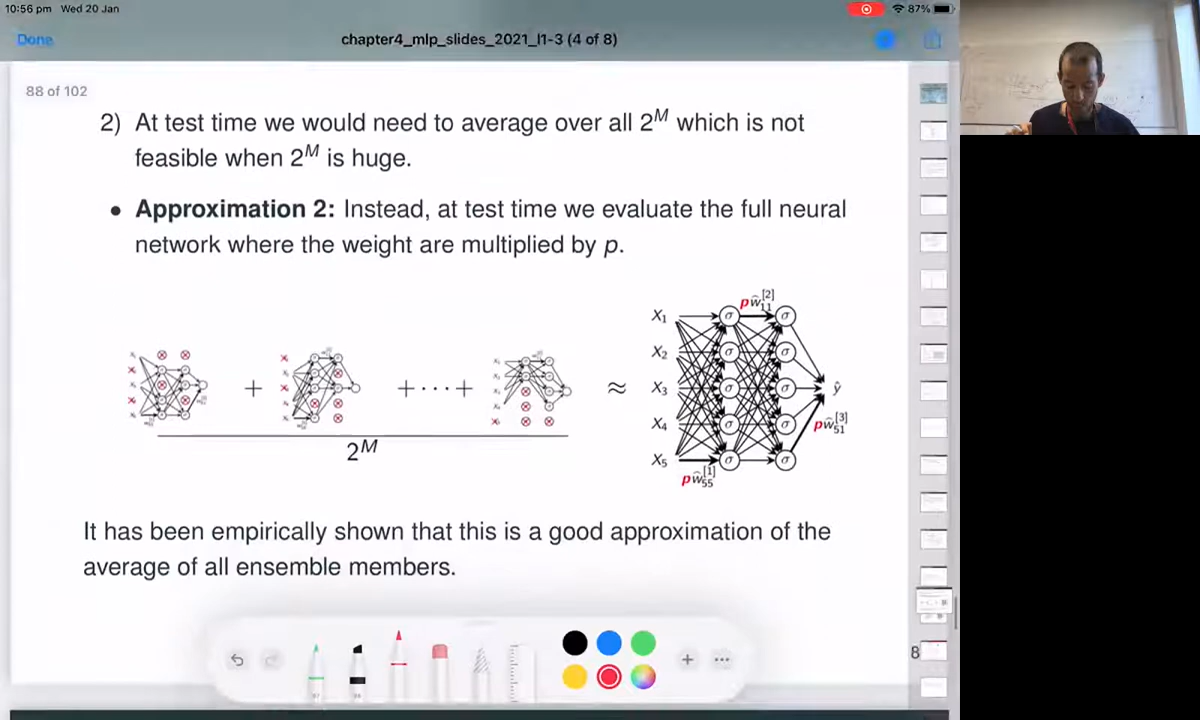 10:56 pm Wed 20 Jan
87%
Done
chapter4_mlp_slides_2021_l1-3 (4 of 8)
88 of 102
2) At test time we would need to average over all 2^M which is not
feasible when 2^M is huge.
• Approximation 2: Instead, at test time we evaluate the full neural
network where the weight are multiplied by p.
pŵ[2]11
X1 σ σ
X2 σ σ
+ + · · · + ≈ X3 σ σ ŷ
X4 σ σ
pŵ[3]51
2^M
X5 σ σ
pŵ[1]55
It has been empirically shown that this is a good approximation of the
average of all ensemble members.
8